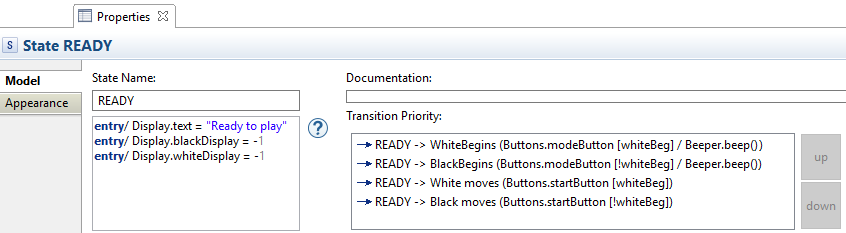 Properties
S State READY
Model
Appearance
State Name:
READY
entry/ Display.text = "Ready to play"
entry/ Display.blackDisplay = -1
entry/ Display.whiteDisplay = -1
?
Documentation:
Transition Priority:
READY -> WhiteBegins (Buttons.modeButton [whiteBeg] / Beeper.beep())
READY -> BlackBegins (Buttons.modeButton [!whiteBeg] / Beeper.beep())
READY -> White moves (Buttons.startButton [whiteBeg])
READY -> Black moves (Buttons.startButton [!whiteBeg])
up
down